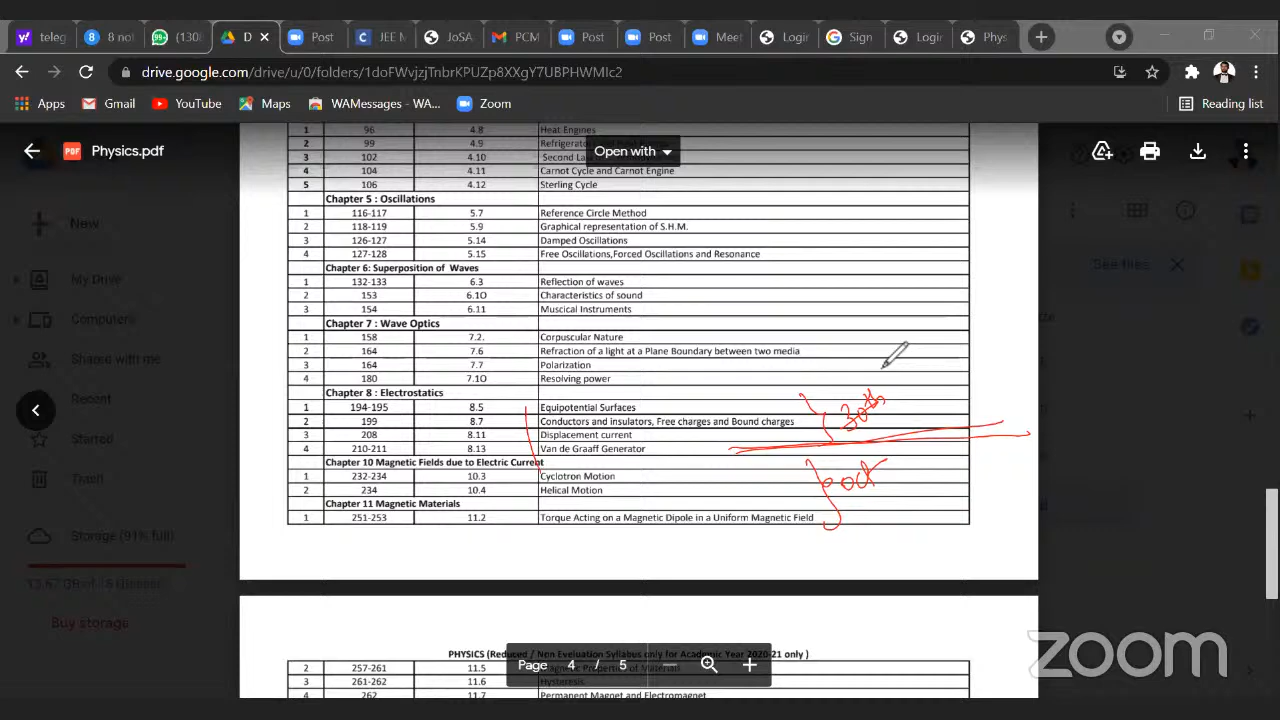 teleg
8 not
(130
D
Post
JEE M
JoSA
PCM
Post
Post
Meet
Logir
Sign
Logir
Phys
drive.google.com/drive/u/0/folders/1doFWvjzjTnbrKPUZp8XXgY7UBPHWMIc2
Apps Gmail YouTube Maps WAMessages - WA... Zoom Reading list
PDF Physics.pdf
Open with
New
My Drive
Computers
Shared with me
Recent
Starred
Trash
Storage (91% full)
Buy storage
See files
1 96 4.8 Heat Engines
2 99 4.9
3 102 4.10
4 104 4.11 Carnot Cycle and Carnot Engine
5 106 4.12 Sterling Cycle
Chapter 5 : Oscillations
1 116-117 5.7 Reference Circle Method
2 118-119 5.9 Graphical representation of S.H.M.
3 126-127 5.14 Damped Oscillations
4 127-128 5.15 Free Oscillations,Forced Oscillations and Resonance
Chapter 6: Superposition of Waves
1 132-133 6.3 Reflection of waves
2 153 6.10 Characteristics of sound
3 154 6.11 Muscical Instruments
Chapter 7 : Wave Optics
1 158 7.2. Corpuscular Nature
2 164 7.6 Refraction of a light at a Plane Boundary between two media
3 164 7.7 Polarization
4 180 7.10 Resolving power
Chapter 8 : Electrostatics
1 194-195 8.5 Equipotential Surfaces
2 199 8.7 Conductors and insulators, Free charges and Bound charges
3 208 8.11 Displacement current
4 210-211 8.13 Van de Graaff Generator
30th
Chapter 10 Magnetic Fields due to Electric Current
1 232-234 10.3 Cyclotron Motion
2 234 10.4 Helical Motion
oct
Chapter 11 Magnetic Materials
1 251-253 11.2 Torque Acting on a Magnetic Dipole in a Uniform Magnetic Field
PHYSICS (Reduced / Non Eveluation Syllabus only for Academic Year 2020-21 only )
2 257-261 11.5
3 261-262 11.6 Hysteresis
4 262 11.7 Permanent Magnet and Electromagnet
Page 4 / 5
zoom